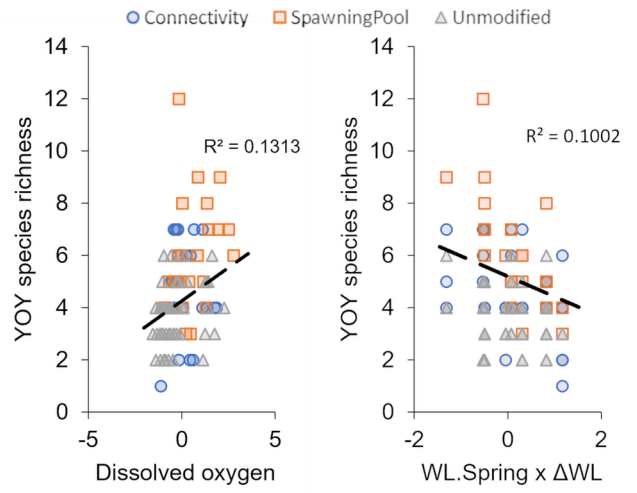 Connectivity SpawningPool Unmodified
14
12
10
8
6
4
2
0
YOY species richness
R² = 0.1313
-5 0 5
Dissolved oxygen
14
12
10
8
6
4
2
0
YOY species richness
R² = 0.1002
-2 0 2
WL.Spring x ΔWL